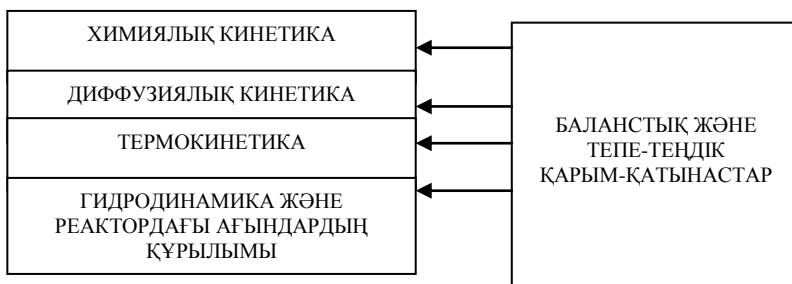 ХИМИЯЛЫҚ КИНЕТИКА
ДИФФУЗИЯЛЫҚ КИНЕТИКА
ТЕРМОКИНЕТИКА
ГИДРОДИНАМИКА ЖӘНЕ
РЕАКТОРДАҒЫ АҒЫНДАРДЫҢ
ҚҰРЫЛЫМЫ
БАЛАНСТЫҚ ЖӘНЕ
ТЕПЕ-ТЕҢДІК
ҚАРЫМ-ҚАТЫНАСТАР